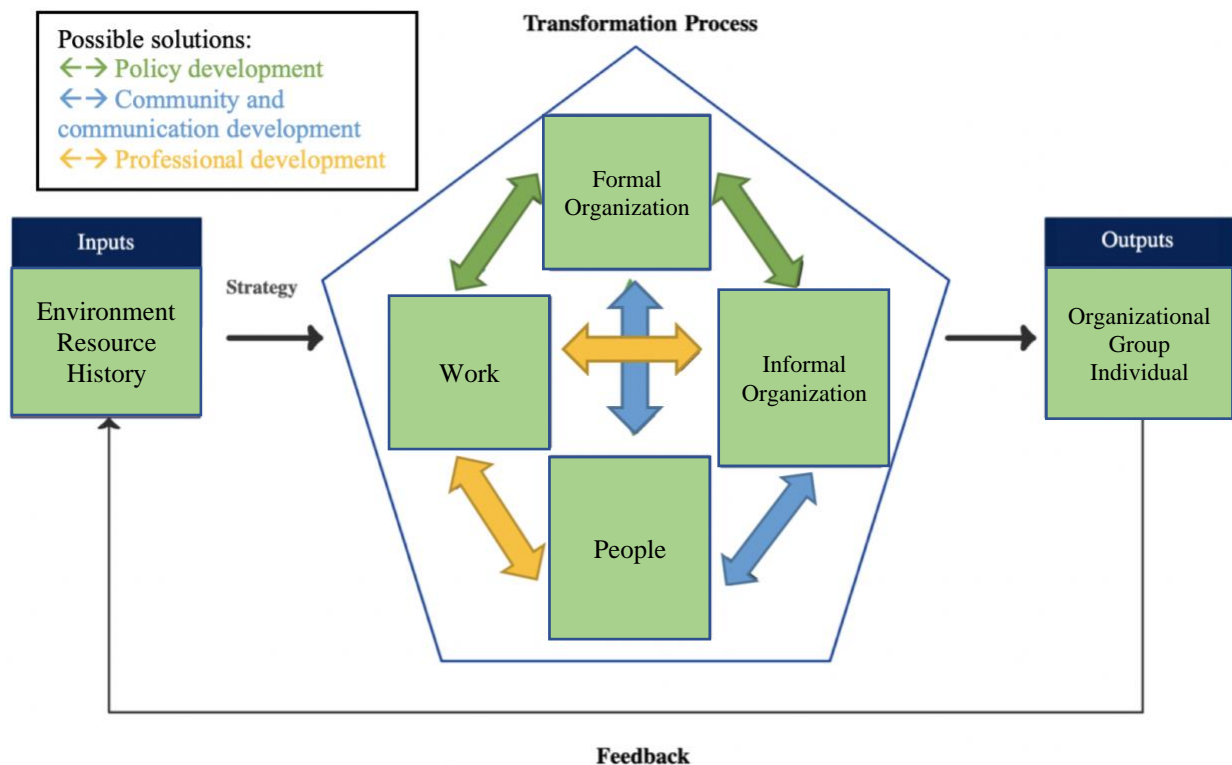 Transformation Process
Possible solutions:
←→ Policy development
←→ Community and
communication development
←→ Professional development
Inputs
Environment
Resource
History
Strategy
Formal
Organization
Work
Informal
Organization
People
Outputs
Organizational
Group
Individual
Feedback